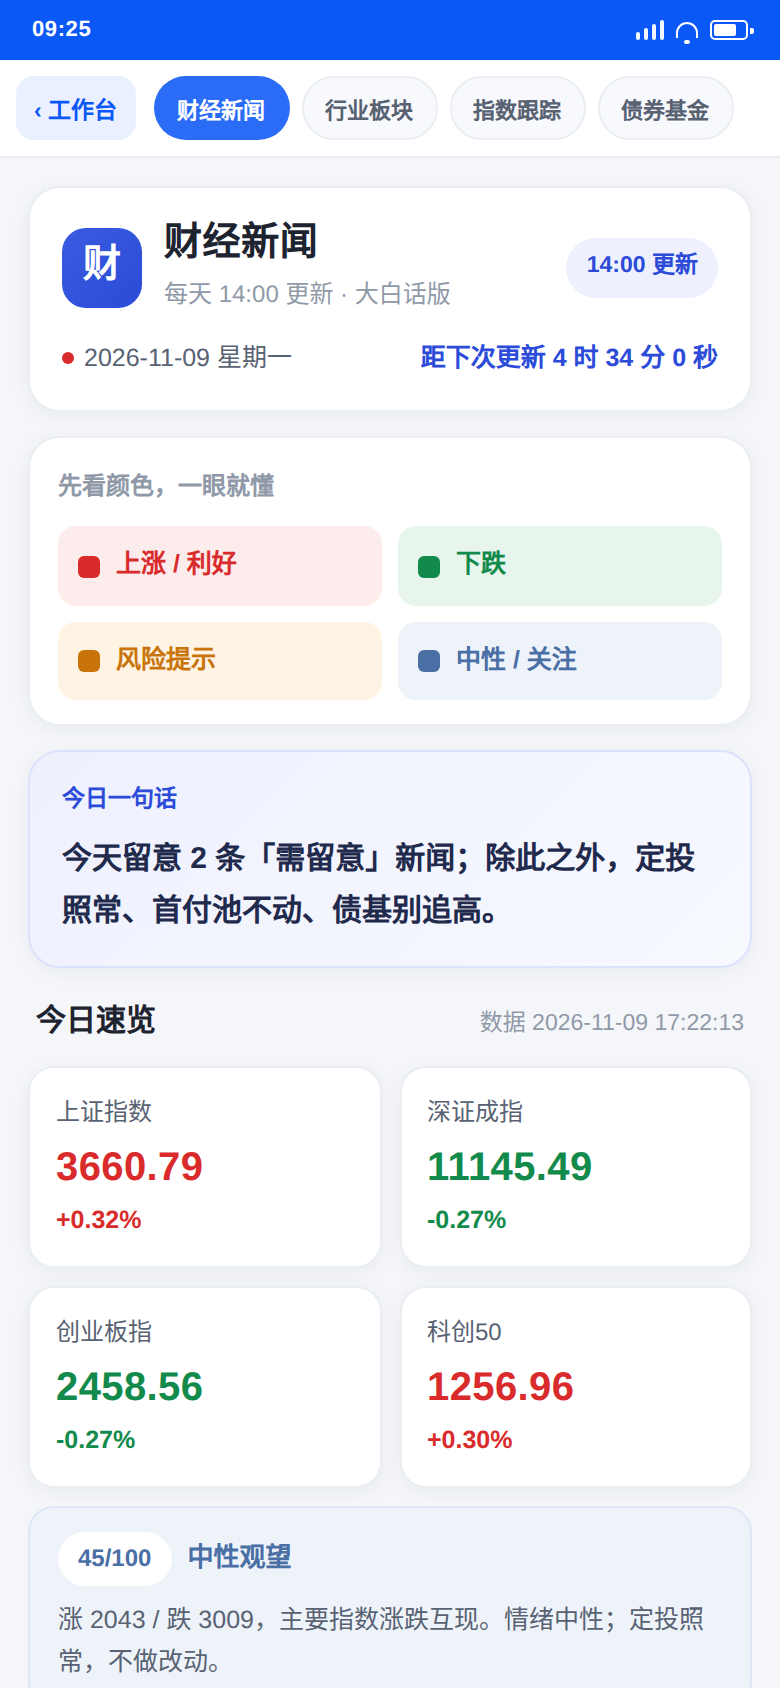 09:25
‹ 工作台
财经新闻
行业板块
指数跟踪
债券基金
财
财经新闻
每天 14:00 更新 · 大白话版
14:00 更新
2026-11-09 星期一
距下次更新 4 时 34 分 0 秒
先看颜色，一眼就懂
上涨 / 利好
下跌
风险提示
中性 / 关注
今日一句话
今天留意 2 条「需留意」新闻；除此之外，定投
照常、首付池不动、债基别追高。
今日速览
数据 2026-11-09 17:22:13
上证指数
3660.79
+0.32%
深证成指
11145.49
-0.27%
创业板指
2458.56
-0.27%
科创50
1256.96
+0.30%
45/100
中性观望
涨 2043 / 跌 3009，主要指数涨跌互现。情绪中性；定投照
常，不做改动。